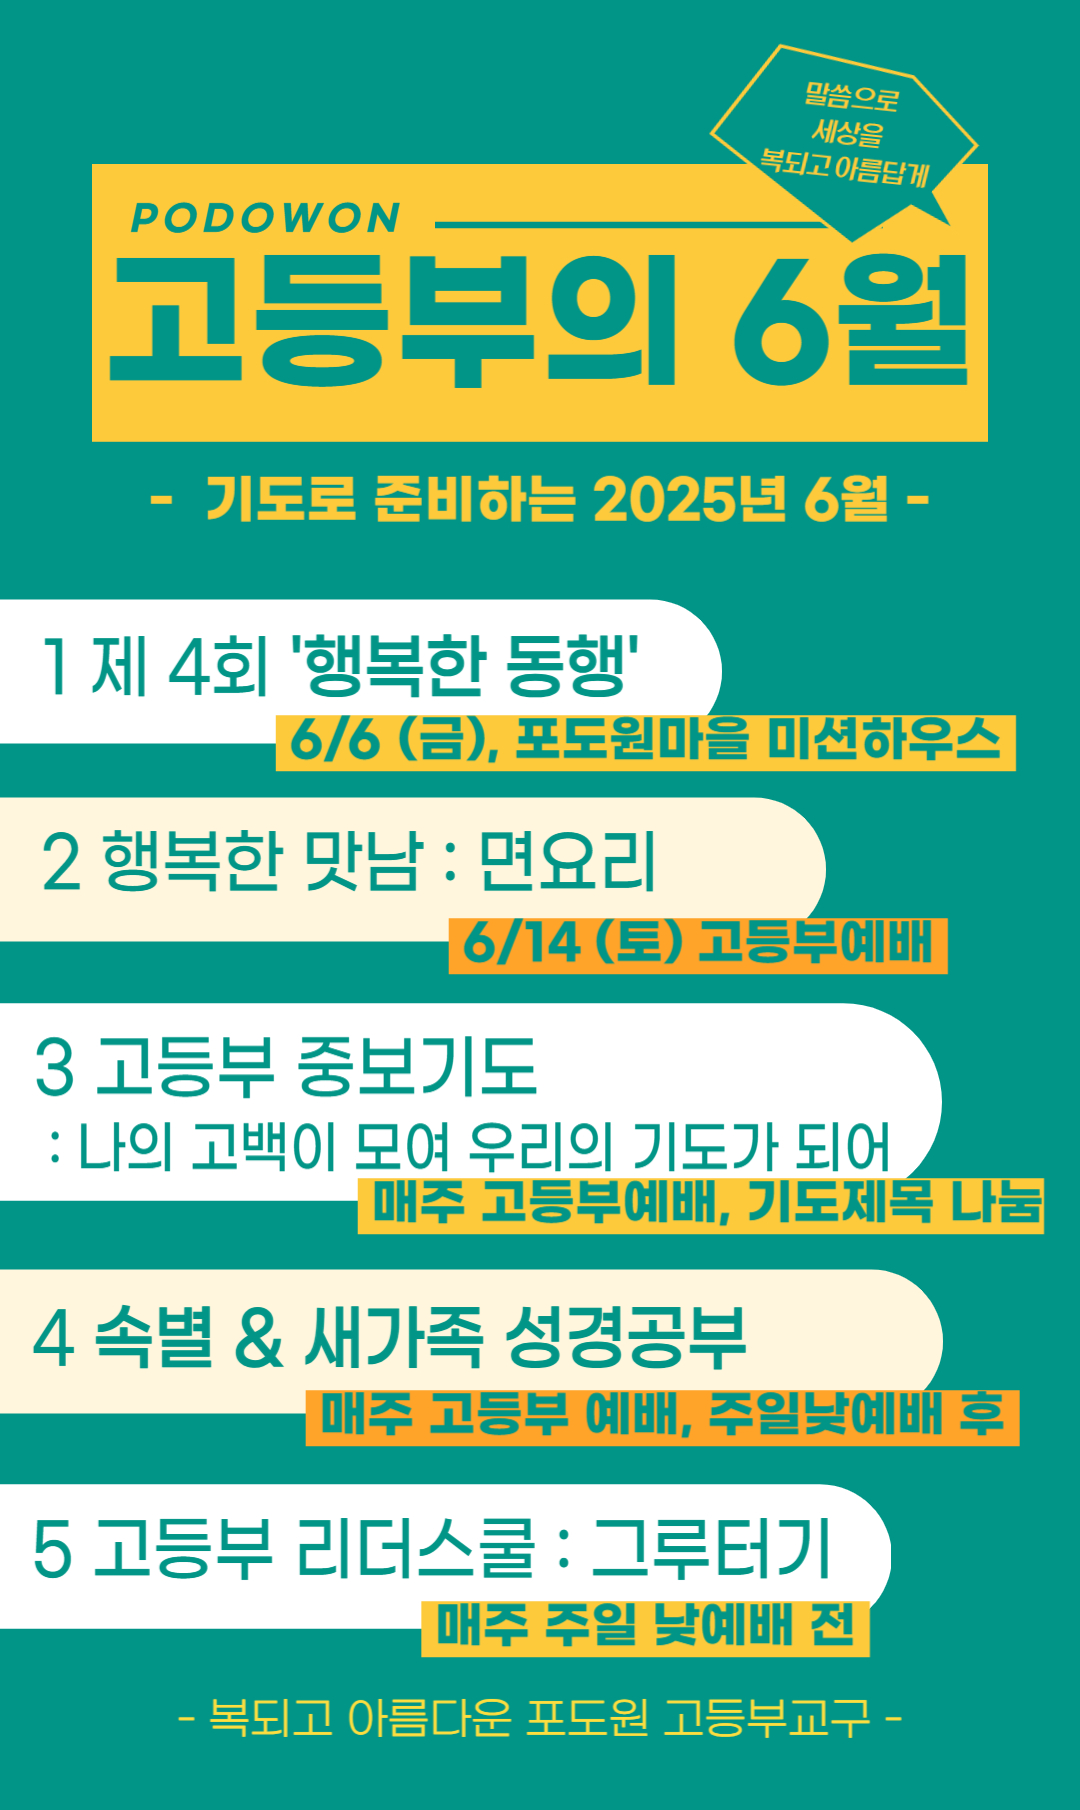 말씀으로
세상을
복되고 아름답게
PODOWON
고등부의 6월
- 기도로 준비하는 2025년 6월 -
1 제 4회 '행복한 동행'
6/6 (금), 포도원마을 미션하우스
2 행복한 맛남 : 면요리
6/14 (토) 고등부예배
3 고등부 중보기도
: 나의 고백이 모여 우리의 기도가 되어
매주 고등부예배, 기도제목 나눔
4 속별 & 새가족 성경공부
매주 고등부 예배, 주일낮예배 후
5 고등부 리더스쿨 : 그루터기
매주 주일 낮예배 전
- 복되고 아름다운 포도원 고등부교구 -